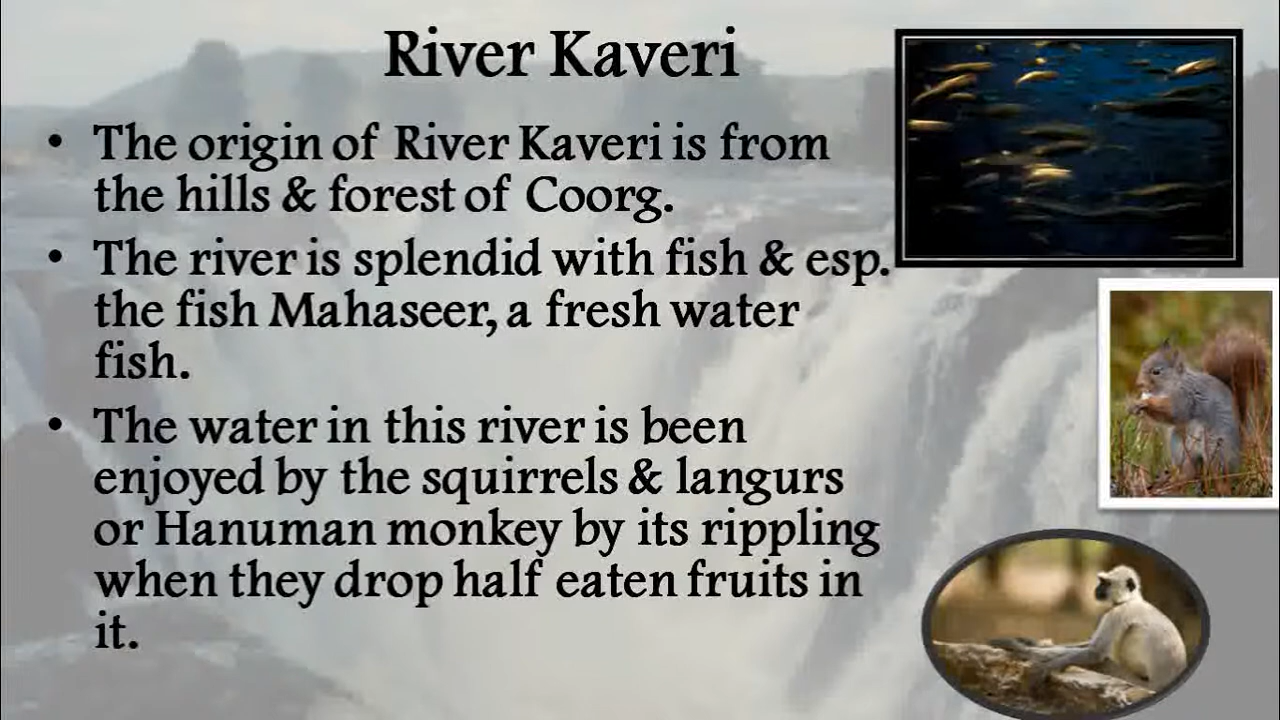 River Kaveri
• The origin of River Kaveri is from
the hills & forest of Coorg.
• The river is splendid with fish & esp.
the fish Mahaseer, a fresh water
fish.
• The water in this river is been
enjoyed by the squirrels & langurs
or Hanuman monkey by its rippling
when they drop half eaten fruits in
it.